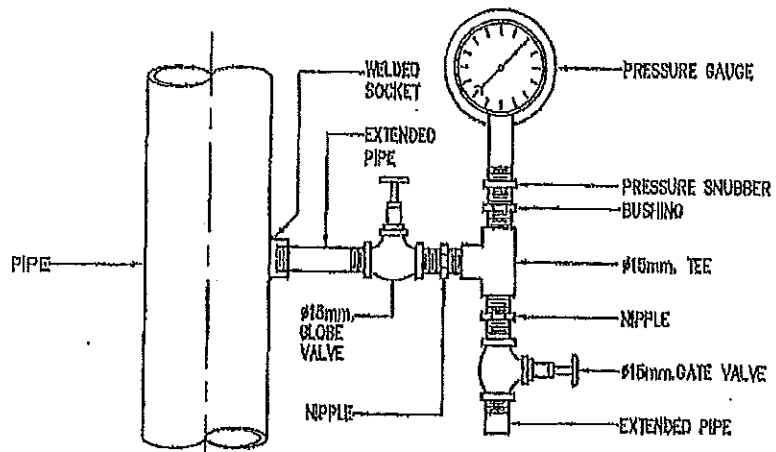 WELDED
SOCKET
PRESSURE GAUGE
EXTENDED
PIPE
PRESSURE SNUBBER
BUSHING
PIPE
ø15mm. TEE
ø15mm.
GLOBE
VALVE
NIPPLE
ø15mm. GATE VALVE
NIPPLE
EXTENDED PIPE